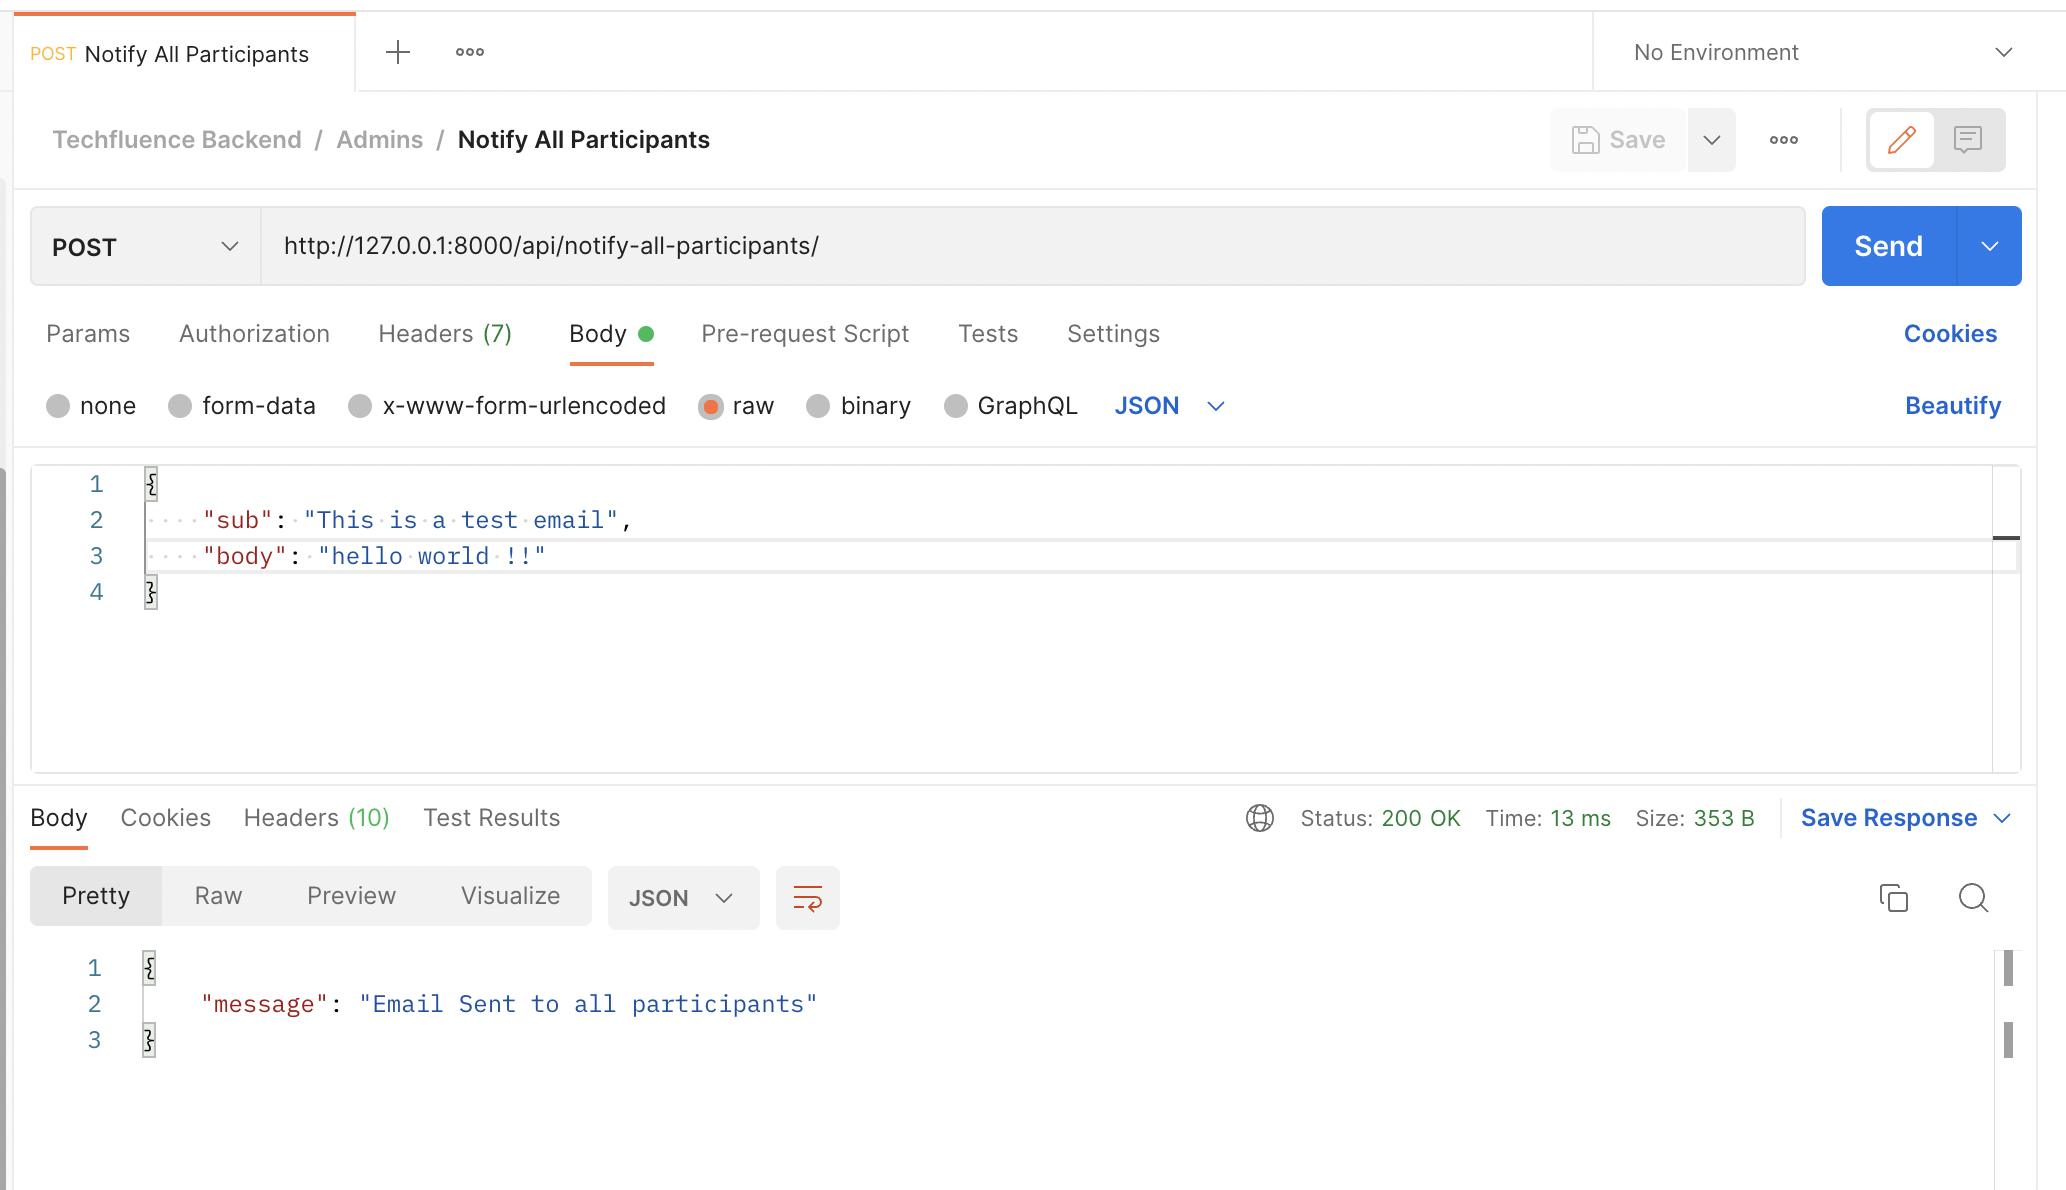 POST Notify All Participants
No Environment
Techfluence Backend / Admins / Notify All Participants
Save
POST
http://127.0.0.1:8000/api/notify-all-participants/
Send
Params Authorization Headers (7) Body Pre-request Script Tests Settings Cookies
none form-data x-www-form-urlencoded raw binary GraphQL JSON Beautify
1 {
2 "sub": "This is a test email",
3 "body": "hello world !!"
4 }
Body Cookies Headers (10) Test Results Status: 200 OK Time: 13 ms Size: 353 B Save Response
Pretty Raw Preview Visualize JSON
1 {
2 "message": "Email Sent to all participants"
3 }